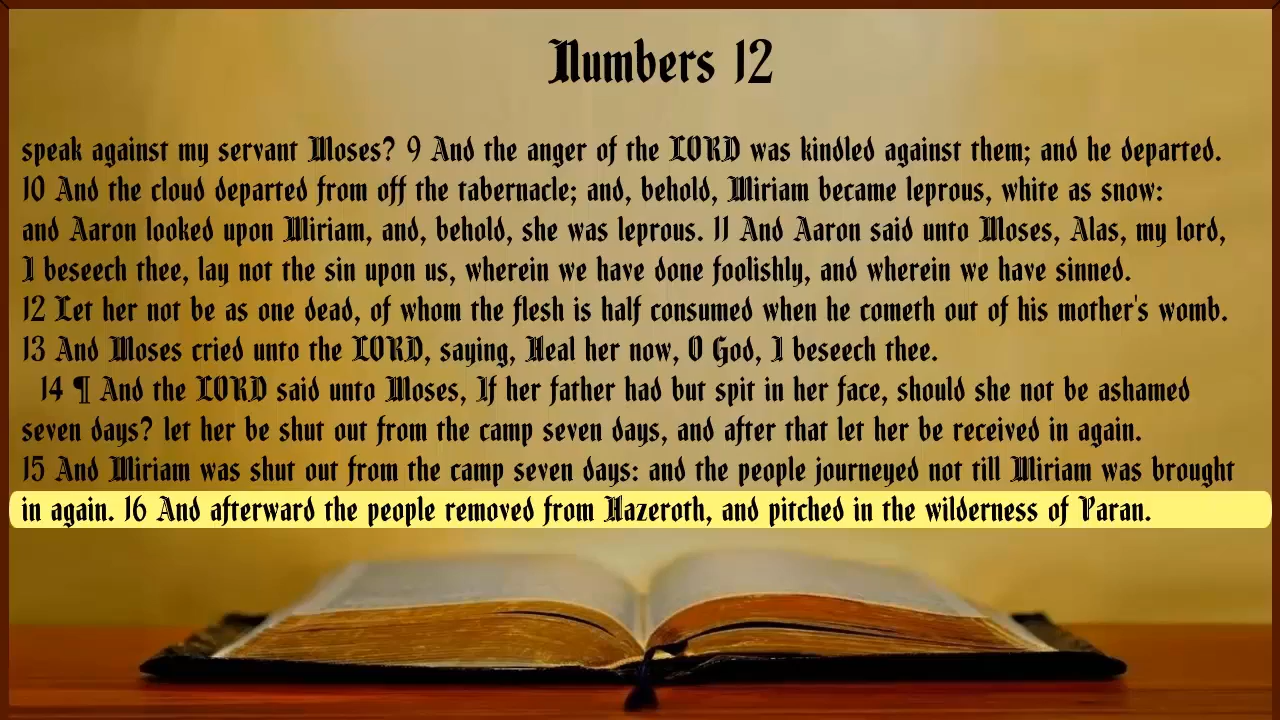 Numbers 12
speak against my servant Moses? 9 And the anger of the LORD was kindled against them; and he departed.
10 And the cloud departed from off the tabernacle; and, behold, Miriam became leprous, white as snow:
and Aaron looked upon Miriam, and, behold, she was leprous. 11 And Aaron said unto Moses, Alas, my lord,
I beseech thee, lay not the sin upon us, wherein we have done foolishly, and wherein we have sinned.
12 Let her not be as one dead, of whom the flesh is half consumed when he cometh out of his mother's womb.
13 And Moses cried unto the LORD, saying, Heal her now, O God, I beseech thee.
14 ¶ And the LORD said unto Moses, If her father had but spit in her face, should she not be ashamed
seven days? let her be shut out from the camp seven days, and after that let her be received in again.
15 And Miriam was shut out from the camp seven days: and the people journeyed not till Miriam was brought
in again. 16 And afterward the people removed from Hazeroth, and pitched in the wilderness of Paran.